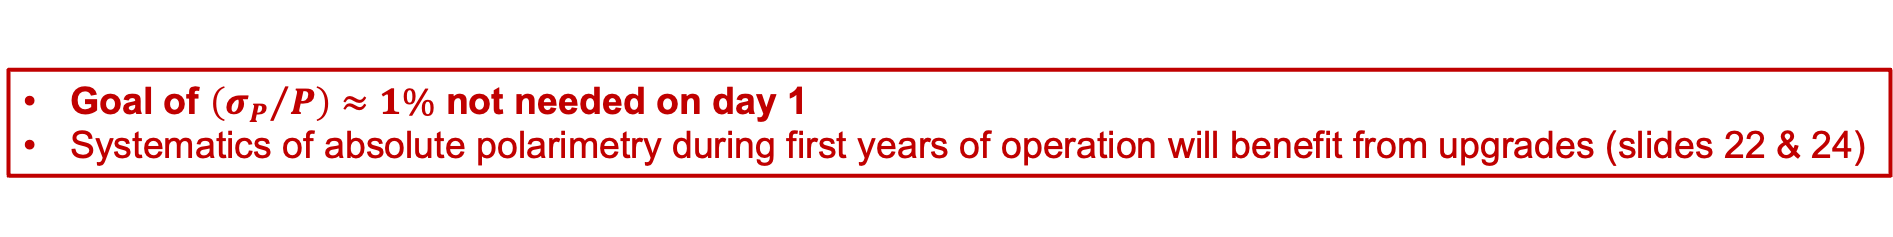 • Goal of (σ_P/P) ≈ 1% not needed on day 1
• Systematics of absolute polarimetry during first years of operation will benefit from upgrades (slides 22 & 24)